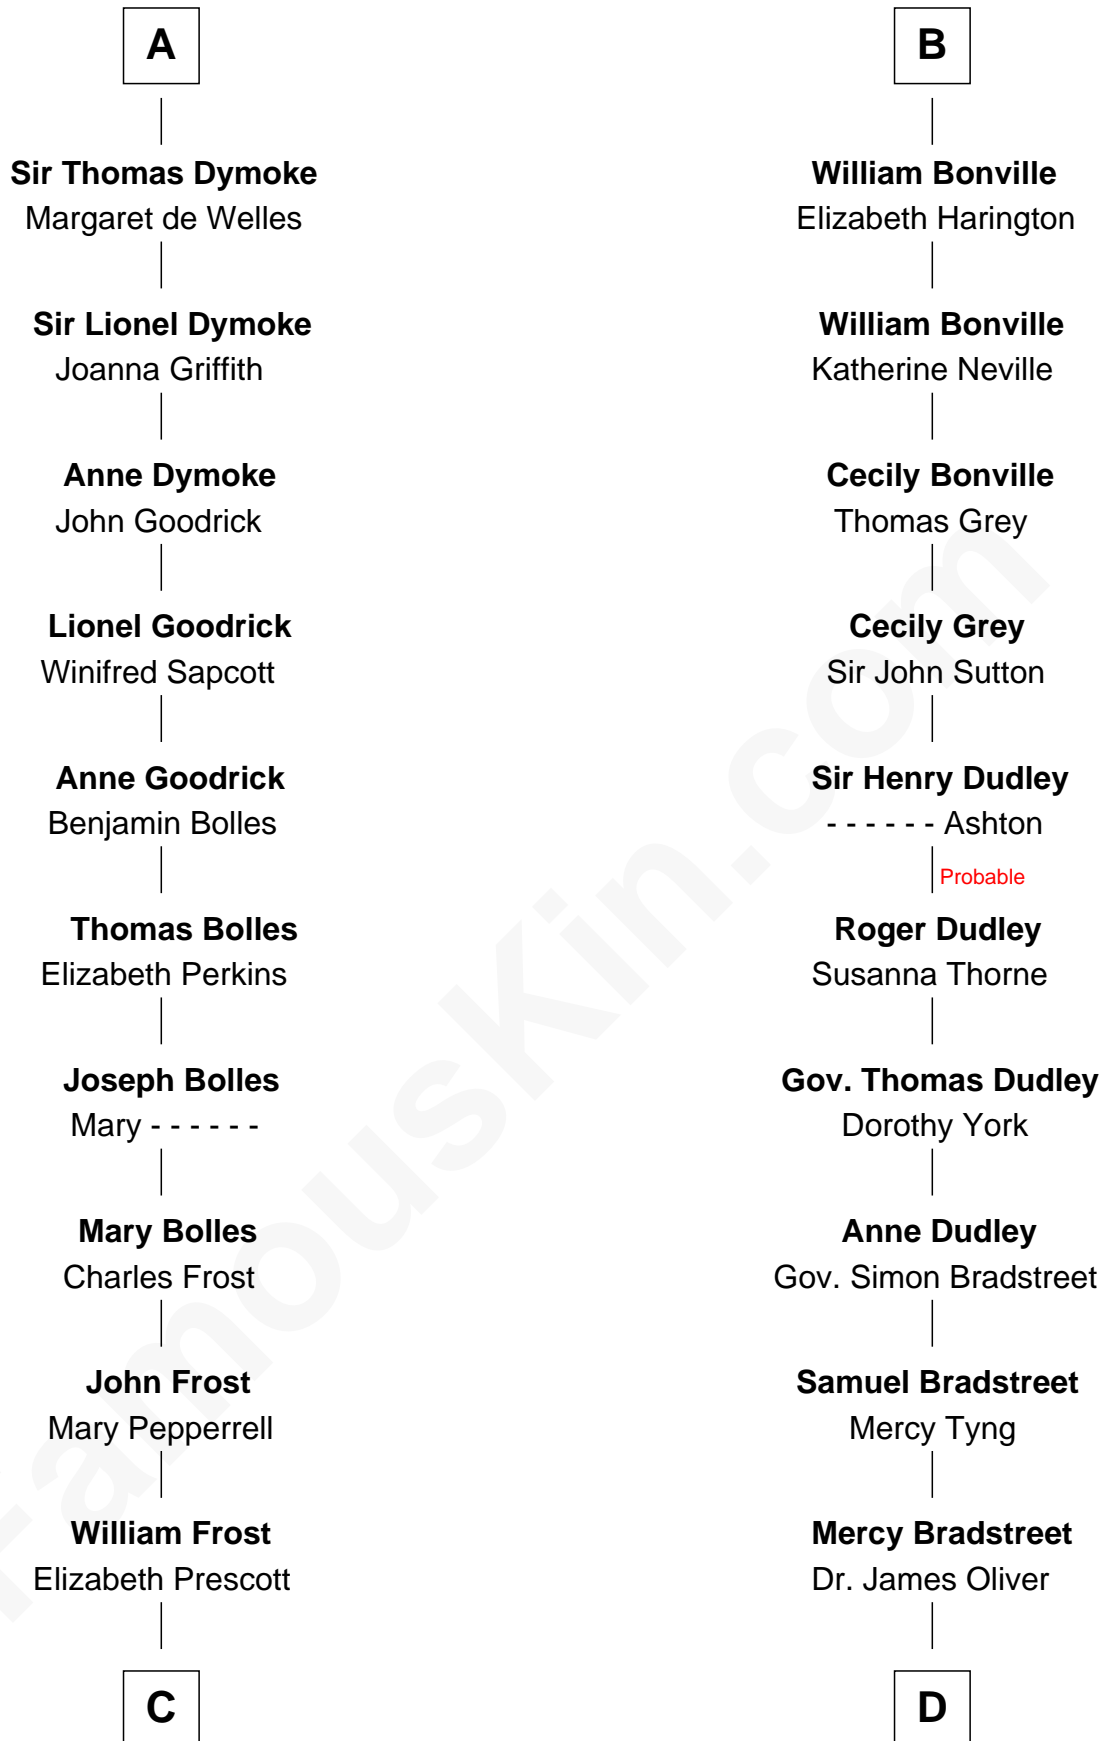 A
Sir Thomas Dymoke
Margaret de Welles
Sir Lionel Dymoke
Joanna Griffith
Anne Dymoke
John Goodrick
Lionel Goodrick
Winifred Sapcott
Anne Goodrick
Benjamin Bolles
Thomas Bolles
Elizabeth Perkins
Joseph Bolles
Mary - - - - - -
Mary Bolles
Charles Frost
John Frost
Mary Pepperrell
William Frost
Elizabeth Prescott
C
B
William Bonville
Elizabeth Harington
William Bonville
Katherine Neville
Cecily Bonville
Thomas Grey
Cecily Grey
Sir John Sutton
Sir Henry Dudley
- - - - - - Ashton
Probable
Roger Dudley
Susanna Thorne
Gov. Thomas Dudley
Dorothy York
Anne Dudley
Gov. Simon Bradstreet
Samuel Bradstreet
Mercy Tyng
Mercy Bradstreet
Dr. James Oliver
D
FamousKin.com